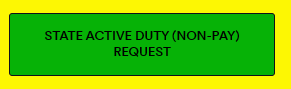 STATE ACTIVE DUTY (NON-PAY)
REQUEST